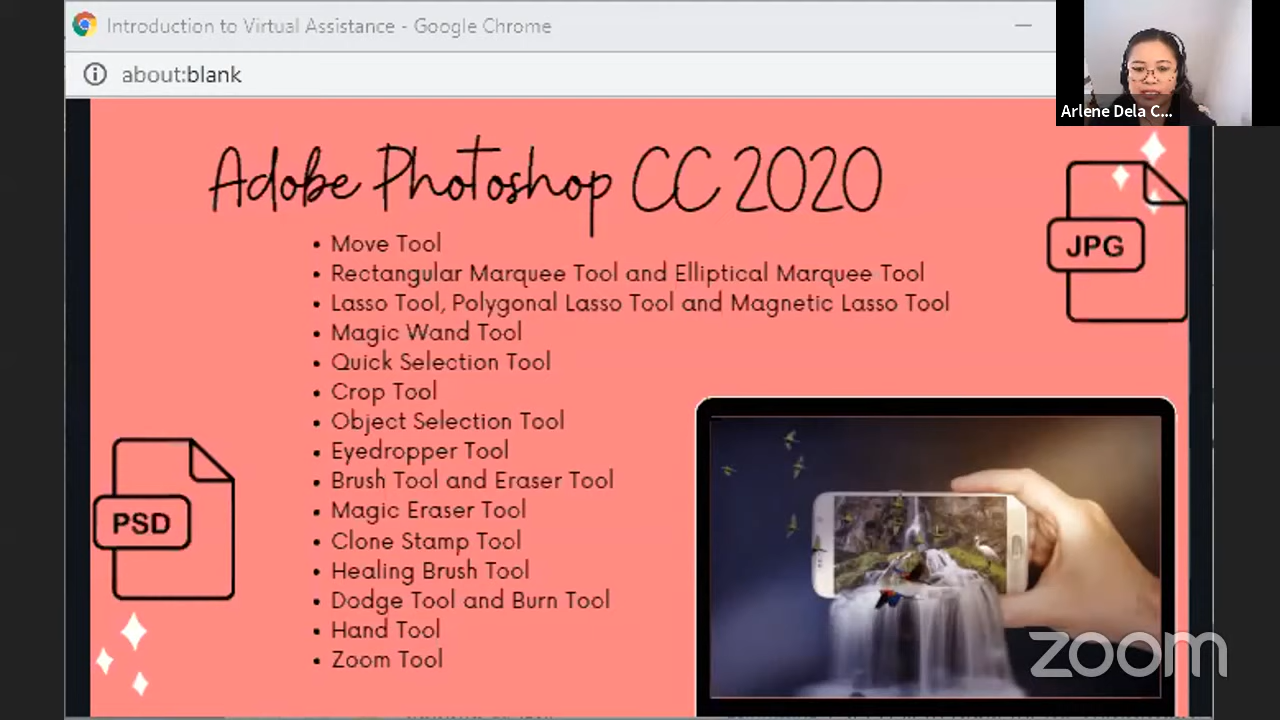 Introduction to Virtual Assistance - Google Chrome
about:blank
Arlene Dela C...
Adobe Photoshop CC 2020
• Move Tool
• Rectangular Marquee Tool and Elliptical Marquee Tool
• Lasso Tool, Polygonal Lasso Tool and Magnetic Lasso Tool
• Magic Wand Tool
• Quick Selection Tool
• Crop Tool
• Object Selection Tool
• Eyedropper Tool
• Brush Tool and Eraser Tool
• Magic Eraser Tool
• Clone Stamp Tool
• Healing Brush Tool
• Dodge Tool and Burn Tool
• Hand Tool
• Zoom Tool
JPG
PSD
zoom